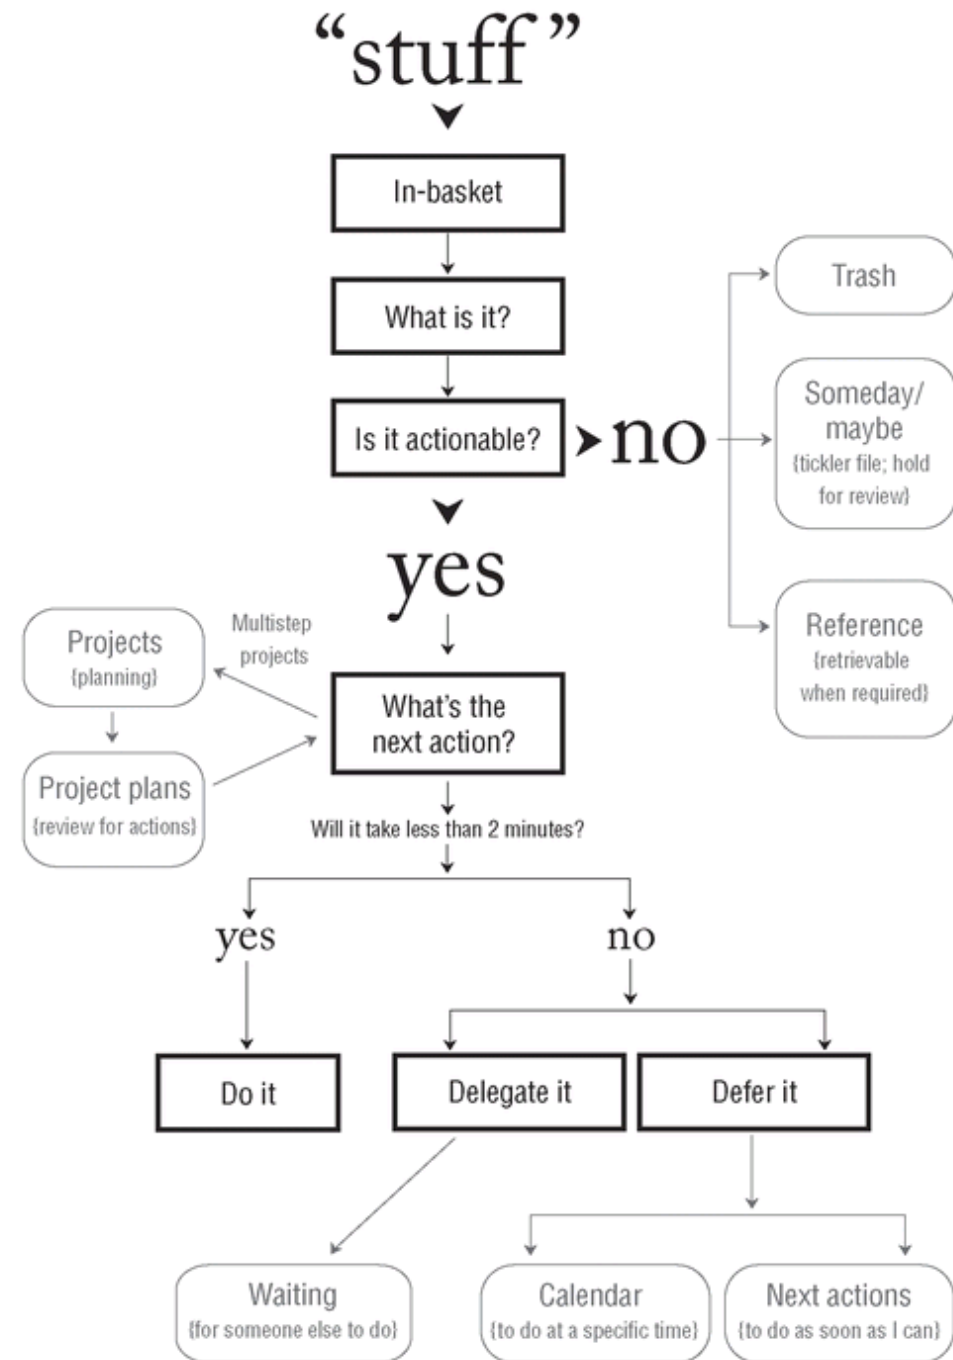 “stuff”
In-basket
What is it?
Is it actionable?
no
Trash
Someday/
maybe
{tickler file; hold
for review}
Reference
{retrievable
when required}
yes
Multistep
projects
Projects
{planning}
Project plans
{review for actions}
What’s the
next action?
Will it take less than 2 minutes?
yes
no
Do it
Delegate it
Defer it
Waiting
{for someone else to do}
Calendar
{to do at a specific time}
Next actions
{to do as soon as I can}